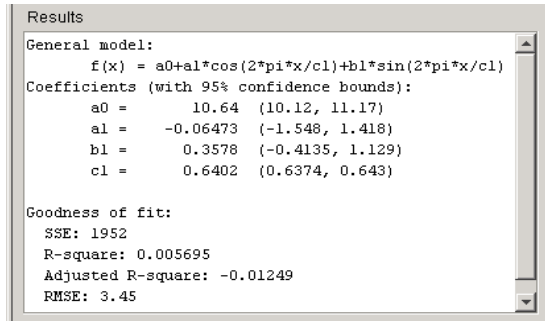 Results
General model:
f(x) = a0+a1*cos(2*pi*x/c1)+b1*sin(2*pi*x/c1)
Coefficients (with 95% confidence bounds):
a0 = 10.64 (10.12, 11.17)
a1 = -0.06473 (-1.548, 1.418)
b1 = 0.3578 (-0.4135, 1.129)
c1 = 0.6402 (0.6374, 0.643)
Goodness of fit:
SSE: 1952
R-square: 0.005695
Adjusted R-square: -0.01249
RMSE: 3.45